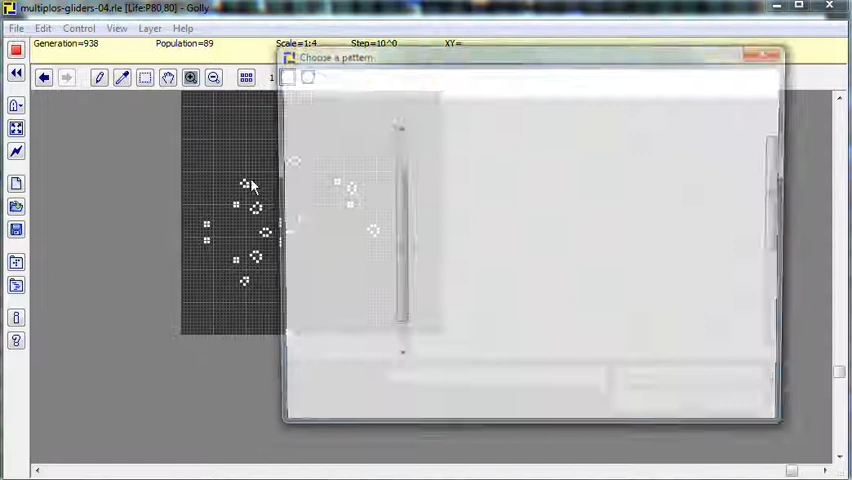 multiplos-gliders-04.rle [Life:P80,80] - Golly
File Edit Control View Layer Help
Generation=938 Population=89 Scale=1:4 Step=10^0 XY=
Choose a pattern
1